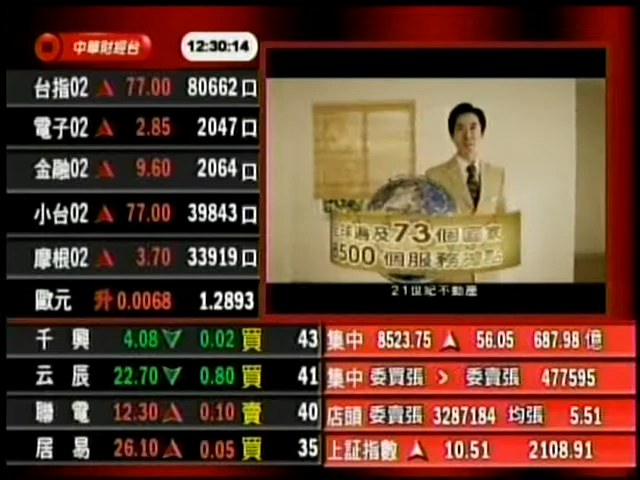 中華財經台 12:30:14
台指02 ▲ 77.00 80662口
電子02 ▲ 2.85 2047口
金融02 ▲ 9.60 2064口
小台02 ▲ 77.00 39843口
摩根02 ▲ 3.70 33919口
歐元 升0.0068 1.2893
全球遍及73個國家
8500個服務據點
21世紀不動產
千興 4.08▽ 0.02 買 43
云辰 22.70▽ 0.80 買 41
聯電 12.30▲ 0.10 賣 40
居易 26.10▲ 0.05 買 35
集中 8523.75 ▲ 56.05 687.98億
集中 委買張 > 委賣張 477595
店頭 委賣張 3287184 均張 5.51
上証指數 ▲ 10.51 2108.91